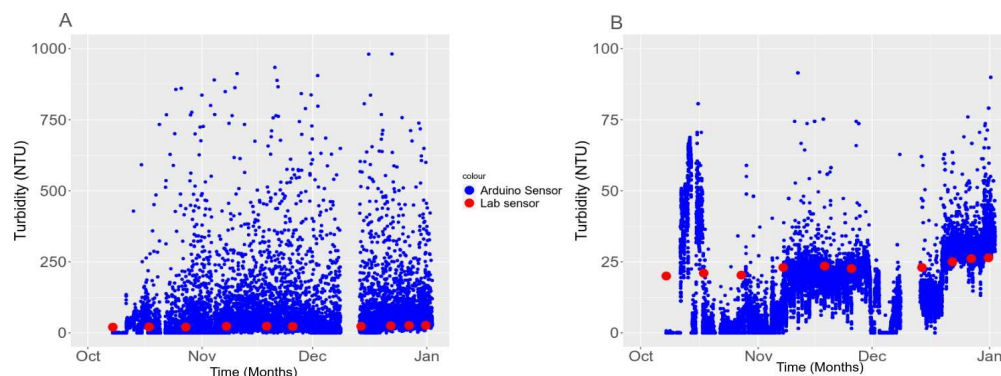 A
1000
750
500
250
0
Turbidity (NTU)
Oct
Nov
Dec
Jan
Time (Months)
colour
Arduino Sensor
Lab sensor
B
100
75
50
25
0
Turbidity (NTU)
Oct
Nov
Dec
Jan
Time (Months)